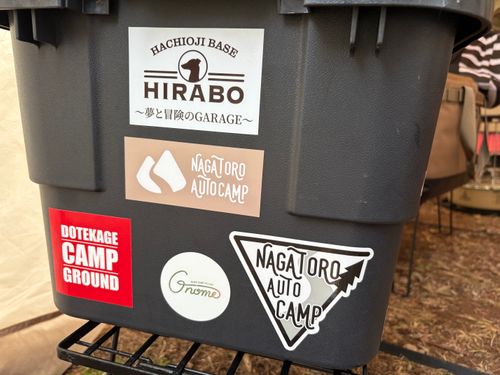 HACHIOJI BASE
HIRABO
～夢と冒険のGARAGE～
NAGATORO
AUTO CAMP
DOTEKAGE
CAMP
GROUND
Gnome
NAGATORO
AUTO
CAMP